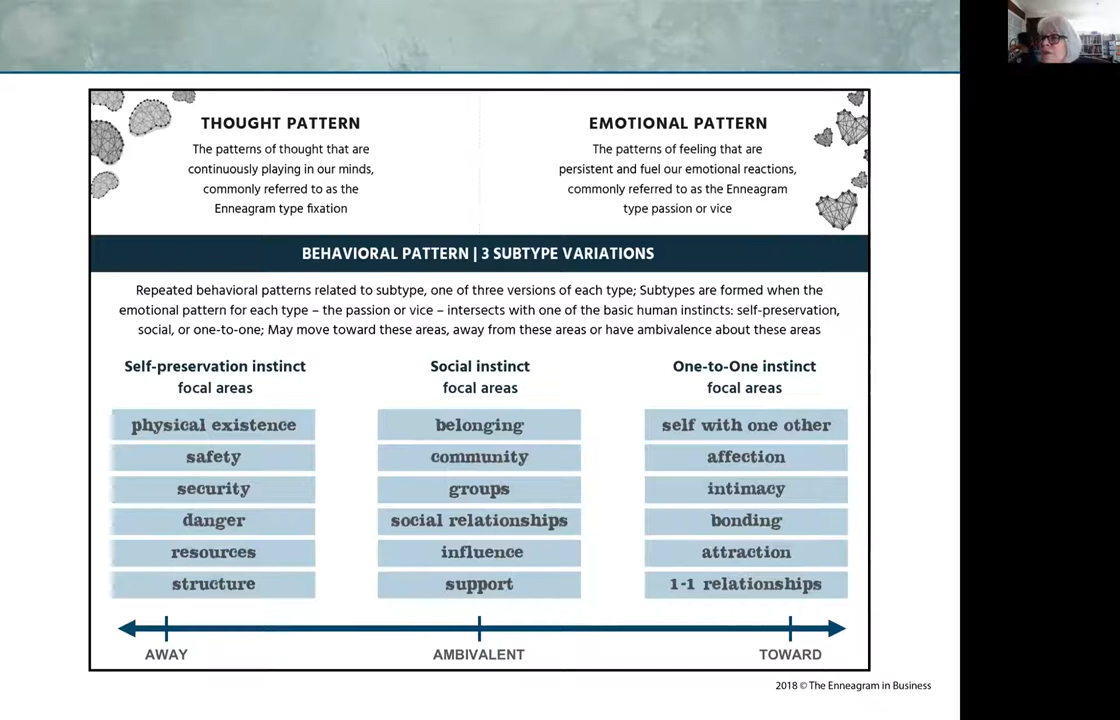 THOUGHT PATTERN
The patterns of thought that are
continuously playing in our minds,
commonly referred to as the
Enneagram type fixation
EMOTIONAL PATTERN
The patterns of feeling that are
persistent and fuel our emotional reactions,
commonly referred to as the Enneagram
type passion or vice
BEHAVIORAL PATTERN | 3 SUBTYPE VARIATIONS
Repeated behavioral patterns related to subtype, one of three versions of each type; Subtypes are formed when the
emotional pattern for each type – the passion or vice – intersects with one of the basic human instincts: self-preservation,
social, or one-to-one; May move toward these areas, away from these areas or have ambivalence about these areas
Self-preservation instinct
focal areas
physical existence
safety
security
danger
resources
structure
Social instinct
focal areas
belonging
community
groups
social relationships
influence
support
One-to-One instinct
focal areas
self with one other
affection
intimacy
bonding
attraction
1-1 relationships
AWAY
AMBIVALENT
TOWARD
2018 © The Enneagram in Business